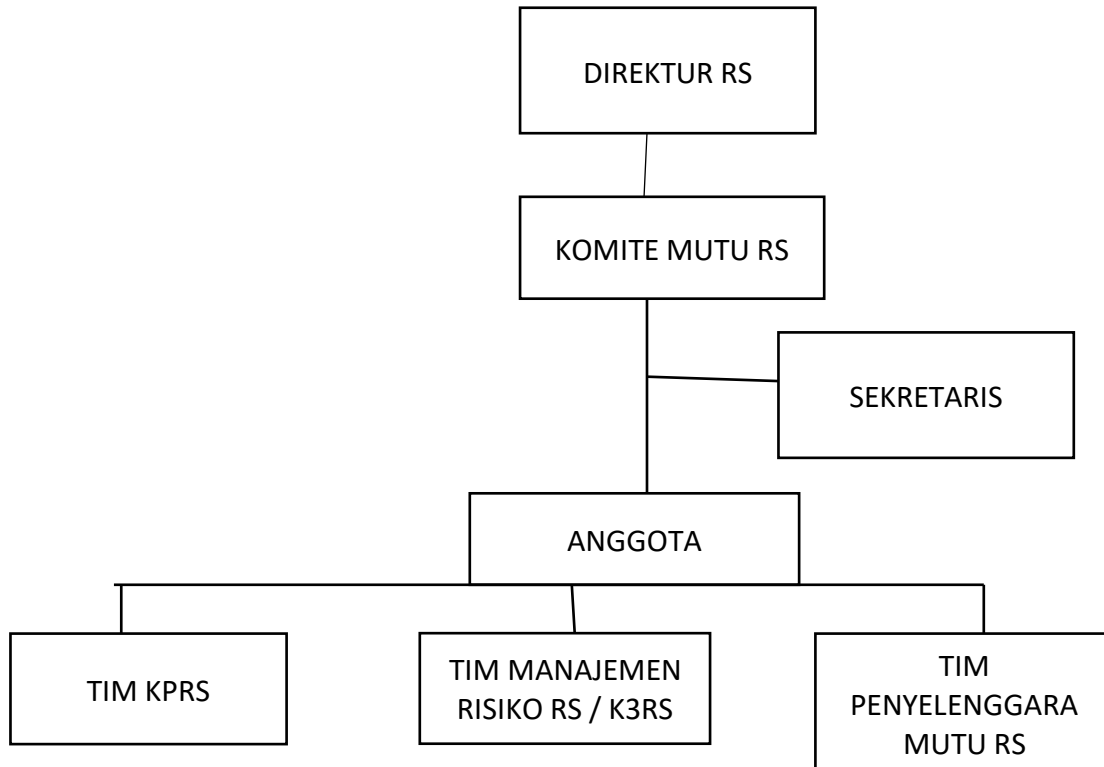 DIREKTUR RS
KOMITE MUTU RS
SEKRETARIS
ANGGOTA
TIM KPRS
TIM MANAJEMEN
RISIKO RS / K3RS
TIM
PENYELENGGARA
MUTU RS